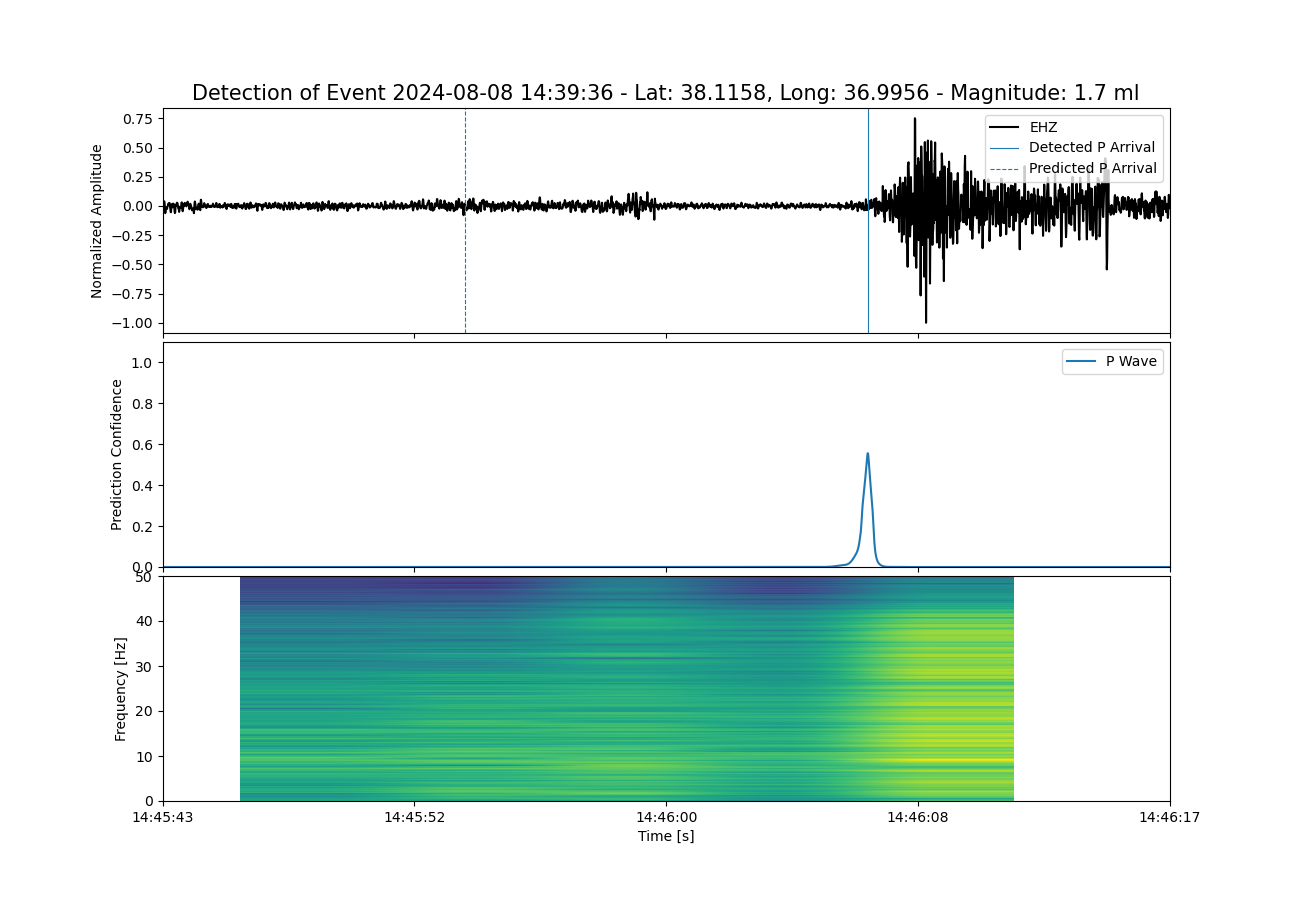 Detection of Event 2024-08-08 14:39:36 - Lat: 38.1158, Long: 36.9956 - Magnitude: 1.7 ml
Normalized Amplitude
0.75
0.50
0.25
0.00
−0.25
−0.50
−0.75
−1.00
EHZ
Detected P Arrival
Predicted P Arrival
Prediction Confidence
1.0
0.8
0.6
0.4
0.2
0.0
P Wave
Frequency [Hz]
50
40
30
20
10
0
14:45:43 14:45:52 14:46:00 14:46:08 14:46:17
Time [s]